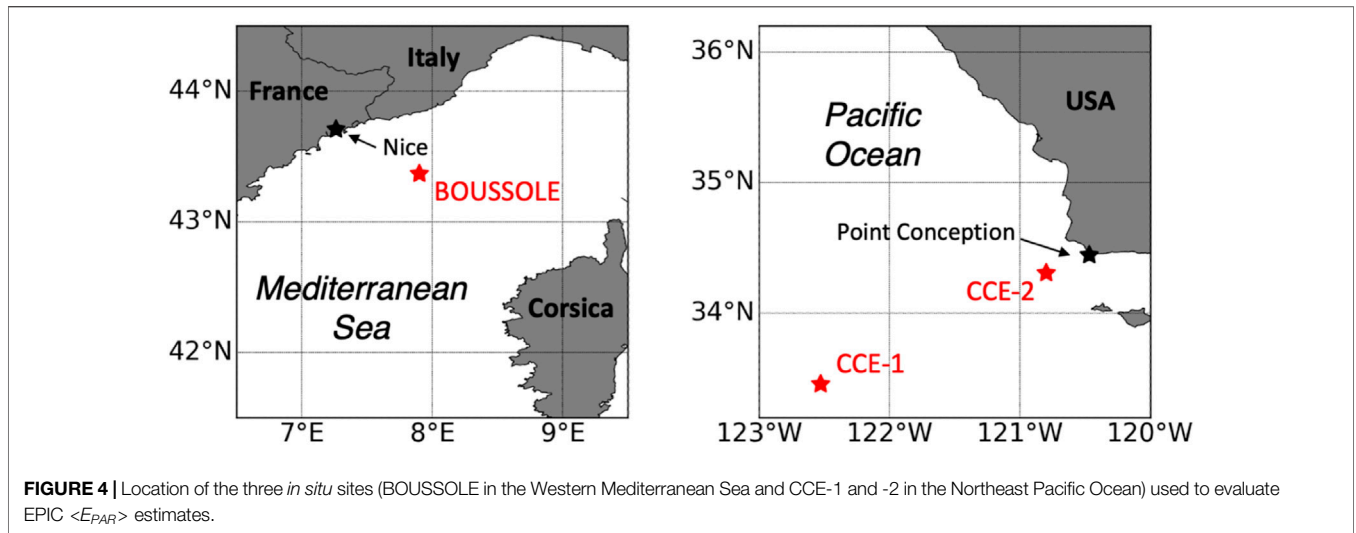 44°N
43°N
42°N
7°E 8°E 9°E
France
Italy
Nice
BOUSSOLE
Mediterranean
Sea
Corsica
36°N
35°N
34°N
123°W 122°W 121°W 120°W
Pacific
Ocean
USA
Point Conception
CCE-2
CCE-1
FIGURE 4 | Location of the three in situ sites (BOUSSOLE in the Western Mediterranean Sea and CCE-1 and -2 in the Northeast Pacific Ocean) used to evaluate
EPIC <E_PAR> estimates.